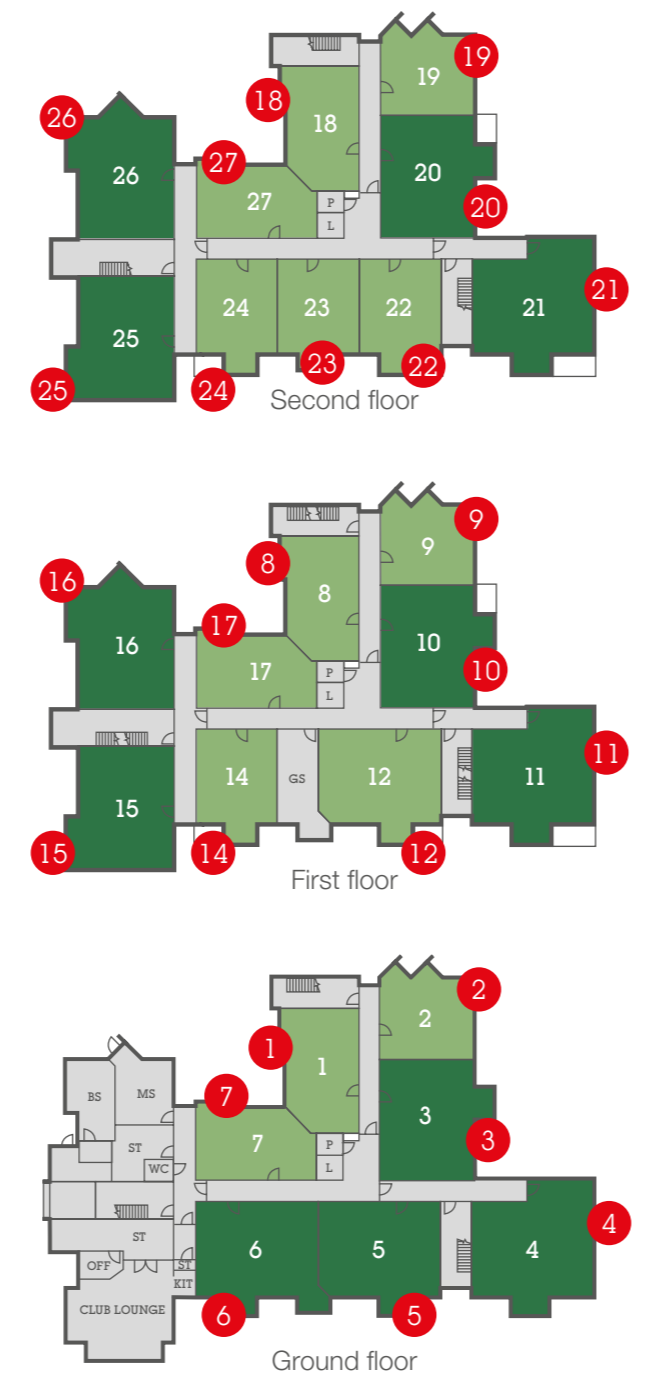 19
19
18
18
26
26
27
27
20
20
P
L
21
21
24
23
22
25
25
23
22
24
Second floor
9
9
8
8
16
16
17
17
10
10
P
L
11
11
14
GS
12
15
15
14
12
First floor
2
2
1
1
BS
MS
7
7
3
3
ST
P
WC
L
4
4
ST
6
5
OFF
ST
KIT
CLUB LOUNGE
6
5
Ground floor